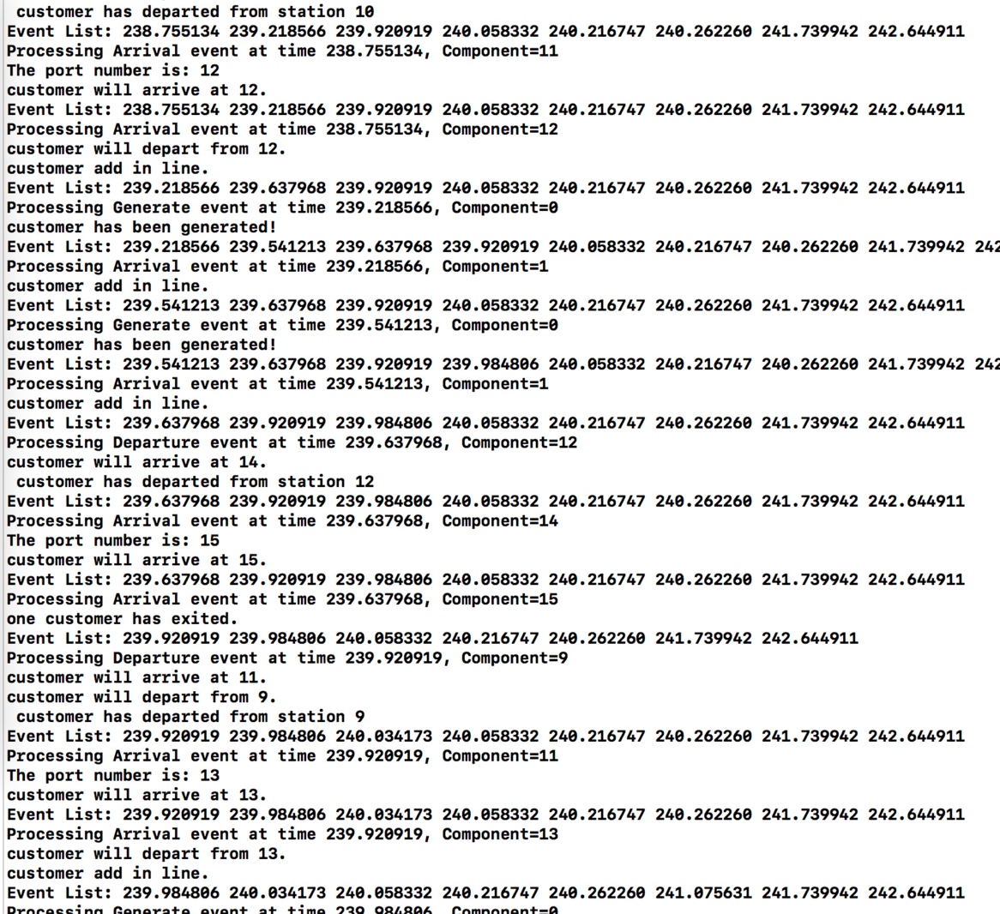 customer has departed from station 10
Event List: 238.755134 239.218566 239.920919 240.058332 240.216747 240.262260 241.739942 242.644911
Processing Arrival event at time 238.755134, Component=11
The port number is: 12
customer will arrive at 12.
Event List: 238.755134 239.218566 239.920919 240.058332 240.216747 240.262260 241.739942 242.644911
Processing Arrival event at time 238.755134, Component=12
customer will depart from 12.
customer add in line.
Event List: 239.218566 239.637968 239.920919 240.058332 240.216747 240.262260 241.739942 242.644911
Processing Generate event at time 239.218566, Component=0
customer has been generated!
Event List: 239.218566 239.541213 239.637968 239.920919 240.058332 240.216747 240.262260 241.739942 242
Processing Arrival event at time 239.218566, Component=1
customer add in line.
Event List: 239.541213 239.637968 239.920919 240.058332 240.216747 240.262260 241.739942 242.644911
Processing Generate event at time 239.541213, Component=0
customer has been generated!
Event List: 239.541213 239.637968 239.920919 239.984806 240.058332 240.216747 240.262260 241.739942 242
Processing Arrival event at time 239.541213, Component=1
customer add in line.
Event List: 239.637968 239.920919 239.984806 240.058332 240.216747 240.262260 241.739942 242.644911
Processing Departure event at time 239.637968, Component=12
customer will arrive at 14.
customer has departed from station 12
Event List: 239.637968 239.920919 239.984806 240.058332 240.216747 240.262260 241.739942 242.644911
Processing Arrival event at time 239.637968, Component=14
The port number is: 15
customer will arrive at 15.
Event List: 239.637968 239.920919 239.984806 240.058332 240.216747 240.262260 241.739942 242.644911
Processing Arrival event at time 239.637968, Component=15
one customer has exited.
Event List: 239.920919 239.984806 240.058332 240.216747 240.262260 241.739942 242.644911
Processing Departure event at time 239.920919, Component=9
customer will arrive at 11.
customer will depart from 9.
customer has departed from station 9
Event List: 239.920919 239.984806 240.034173 240.058332 240.216747 240.262260 241.739942 242.644911
Processing Arrival event at time 239.920919, Component=11
The port number is: 13
customer will arrive at 13.
Event List: 239.920919 239.984806 240.034173 240.058332 240.216747 240.262260 241.739942 242.644911
Processing Arrival event at time 239.920919, Component=13
customer will depart from 13.
customer add in line.
Event List: 239.984806 240.034173 240.058332 240.216747 240.262260 241.075631 241.739942 242.644911
Processing Generate event at time 239.984806, Component=0